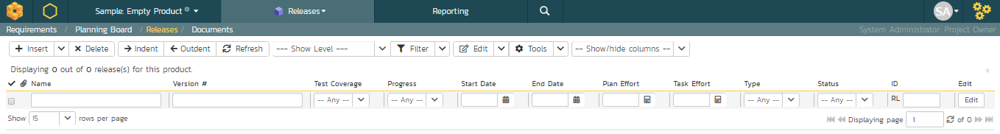 Sample: Empty Product Releases Reporting SA
Requirements / Planning Board / Releases / Documents System Administrator: Project Owner
Insert Delete Indent Outdent Refresh --- Show Level --- Filter Edit Tools -- Show/hide columns --
Displaying 0 out of 0 release(s) for this product. x
Name Version # Test Coverage Progress Start Date End Date Plan Effort Task Effort Type Status ID Edit
-- Any -- -- Any -- -- Any -- -- Any -- RL Edit
Show 15 rows per page Displaying page 1 of 0